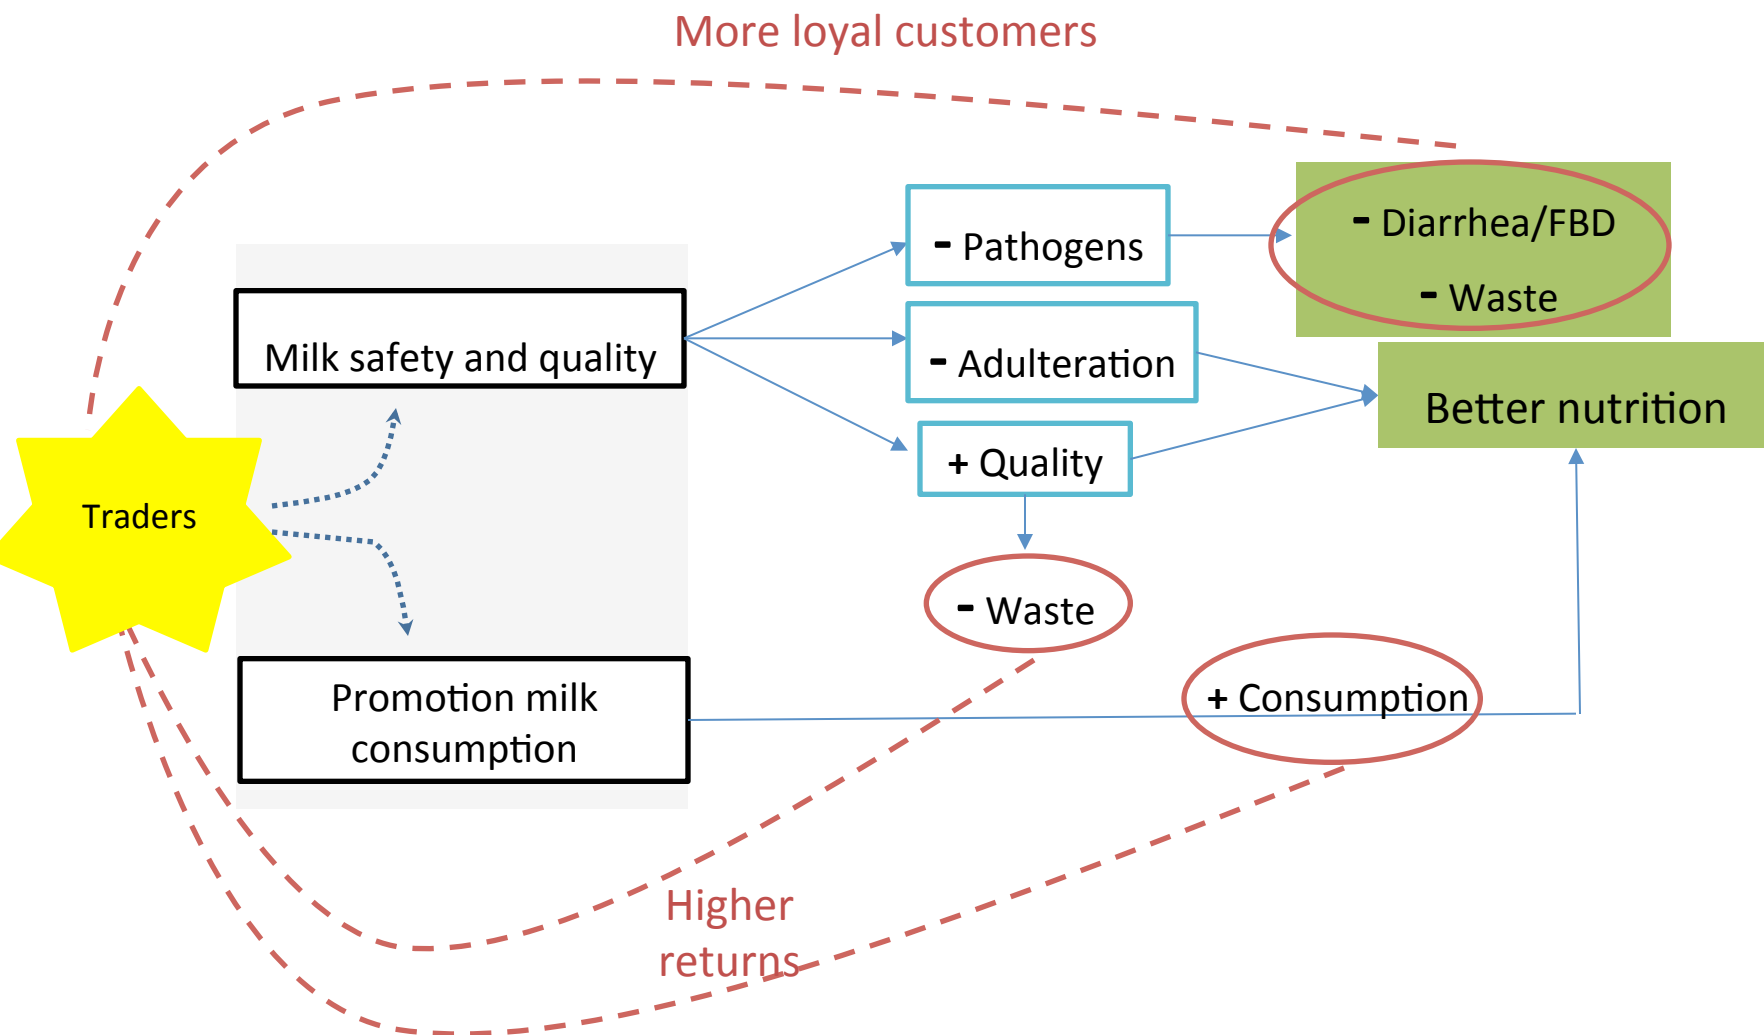 More loyal customers
- Pathogens
- Diarrhea/FBD
- Waste
Milk safety and quality
- Adulteration
Better nutrition
+ Quality
Traders
- Waste
Promotion milk
consumption
+ Consumption
Higher
returns